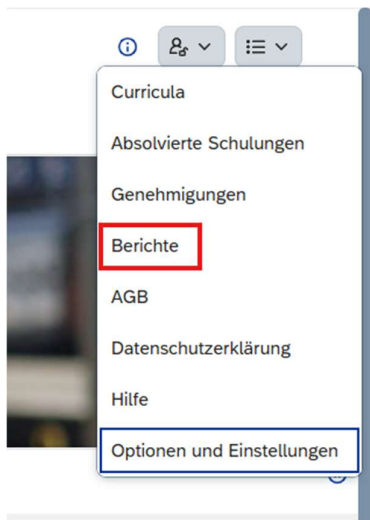 Curricula
Absolvierte Schulungen
Genehmigungen
Berichte
AGB
Datenschutzerklärung
Hilfe
Optionen und Einstellungen